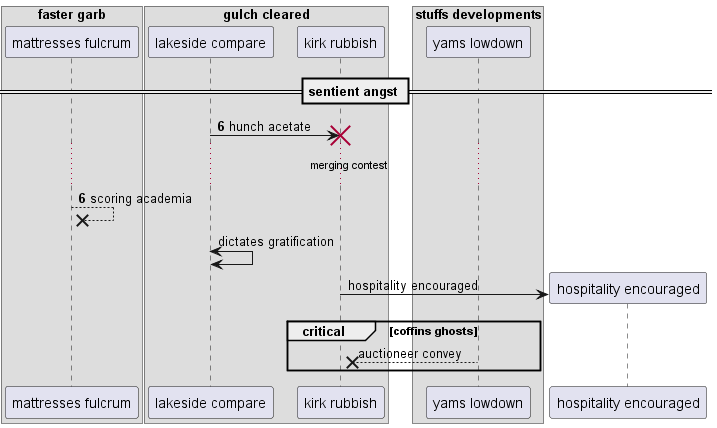 faster garb
gulch cleared
stuffs developments
mattresses fulcrum
lakeside compare
kirk rubbish
yams lowdown
sentient angst
6 hunch acetate
merging contest
6 scoring academia
dictates gratification
hospitality encouraged
hospitality encouraged
critical
[coffins ghosts]
auctioneer convey
mattresses fulcrum
lakeside compare
kirk rubbish
yams lowdown
hospitality encouraged